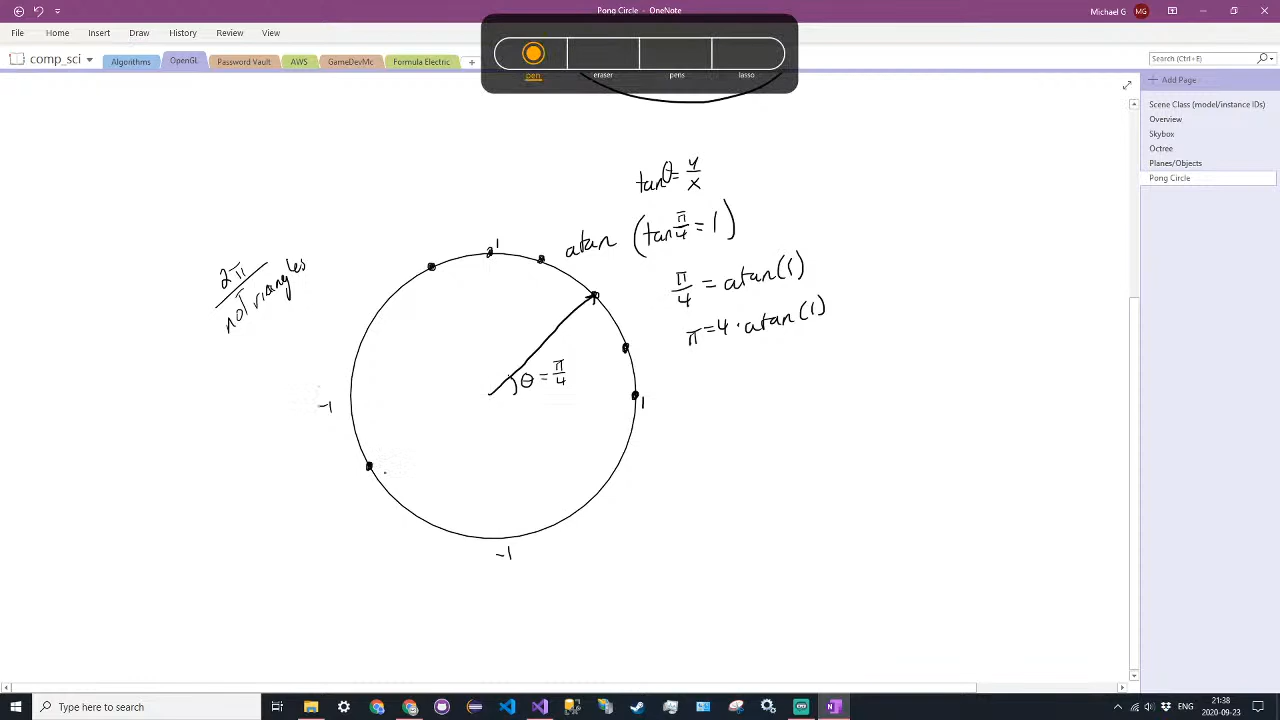 Pong Circle - OneNote
Michael G
MG
File
Home
Insert
Draw
History
Review
View
pen
eraser
pens
lasso
comp_sci
Algorithms
OpenGL
Password Vault
AWS
GameDevMc
Formula Electric
+
Search (Ctrl+E)
Add Page
Scene Class (model/instance IDs)
Overview
Skybox
Octree
Planes/Objects
Pong Circle
tanθ = y/x
atan (tan π/4 = 1)
π/4 = atan(1)
π = 4 · atan(1)
2π
noTriangles
1
θ = π/4
-1
1
-1
Type here to search
21:38
2020-09-23